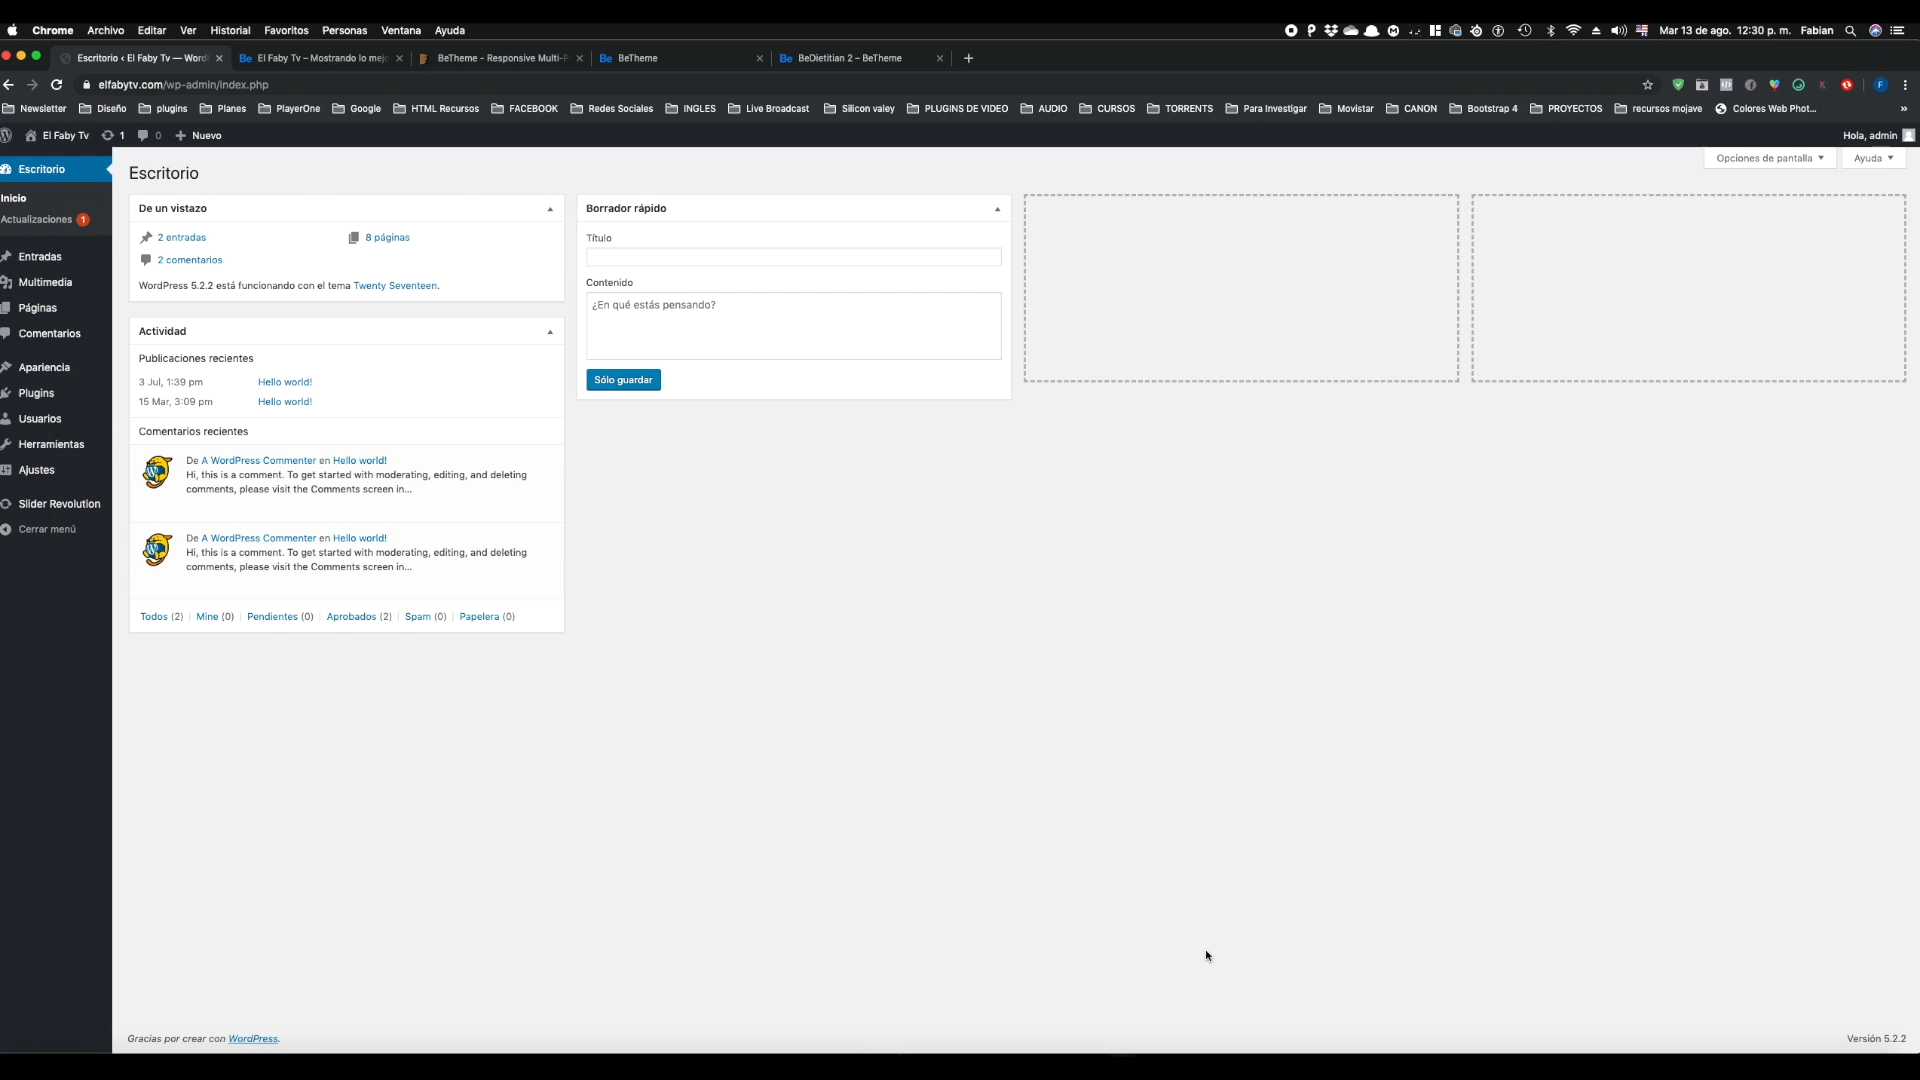 Chrome Archivo Editar Ver Historial Favoritos Personas Ventana Ayuda Mar 13 de ago. 12:30 p. m. Fabian
Escritorio ‹ El Faby Tv — Word El Faby Tv – Mostrando lo mejo BeTheme - Responsive Multi-P Be BeTheme Be BeDietitian 2 – BeTheme
elfabytv.com/wp-admin/index.php
Newsletter Diseño plugins Planes PlayerOne Google HTML Recursos FACEBOOK Redes Sociales INGLES Live Broadcast Silicon valey PLUGINS DE VIDEO AUDIO CURSOS TORRENTS Para Investigar Movistar CANON Bootstrap 4 PROYECTOS recursos mojave Colores Web Phot... »
El Faby Tv 1 0 + Nuevo Hola, admin
Opciones de pantalla Ayuda
Escritorio
Inicio
Actualizaciones 1
Entradas
Multimedia
Páginas
Comentarios
Apariencia
Plugins
Usuarios
Herramientas
Ajustes
Slider Revolution
Cerrar menú
Escritorio
De un vistazo
2 entradas 8 páginas
2 comentarios
WordPress 5.2.2 está funcionando con el tema Twenty Seventeen.
Actividad
Publicaciones recientes
3 Jul, 1:39 pm Hello world!
15 Mar, 3:09 pm Hello world!
Comentarios recientes
De A WordPress Commenter en Hello world!
Hi, this is a comment. To get started with moderating, editing, and deleting
comments, please visit the Comments screen in...
De A WordPress Commenter en Hello world!
Hi, this is a comment. To get started with moderating, editing, and deleting
comments, please visit the Comments screen in...
Todos (2) | Mine (0) | Pendientes (0) | Aprobados (2) | Spam (0) | Papelera (0)
Borrador rápido
Título
Contenido
¿En qué estás pensando?
Sólo guardar
Gracias por crear con WordPress.
Versión 5.2.2